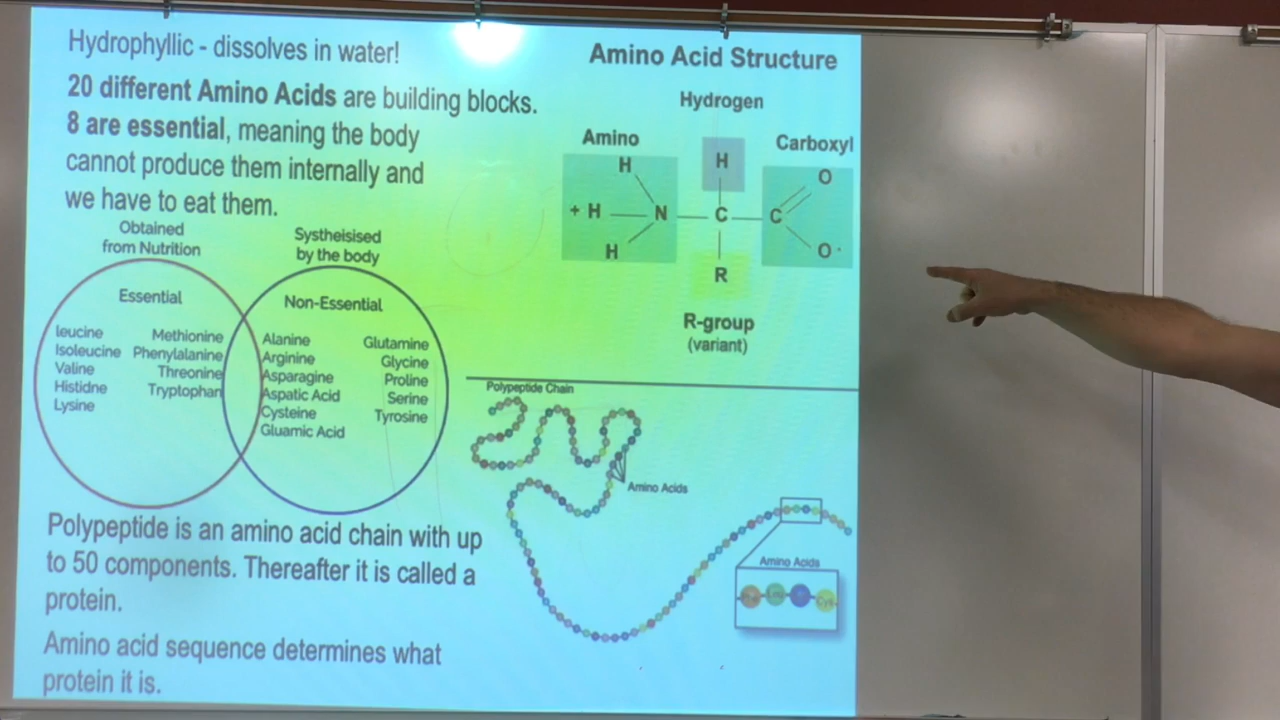 Hydrophyllic - dissolves in water!
20 different Amino Acids are building blocks.
8 are essential, meaning the body
cannot produce them internally and
we have to eat them.
Obtained
from Nutrition
Systheisised
by the body
Essential
Non-Essential
leucine
Isoleucine
Valine
Histidne
Lysine
Methionine
Phenylalanine
Threonine
Tryptophan
Alanine
Arginine
Asparagine
Aspatic Acid
Cysteine
Gluamic Acid
Glutamine
Glycine
Proline
Serine
Tyrosine
Polypeptide is an amino acid chain with up
to 50 components. Thereafter it is called a
protein.
Amino acid sequence determines what
protein it is.
Amino Acid Structure
Hydrogen
Amino
Carboxyl
H
H
O
+ H
N
C
C
H
O
R
R-group
(variant)
Polypeptide Chain
Amino Acids
Amino Acids
Leu
Cys